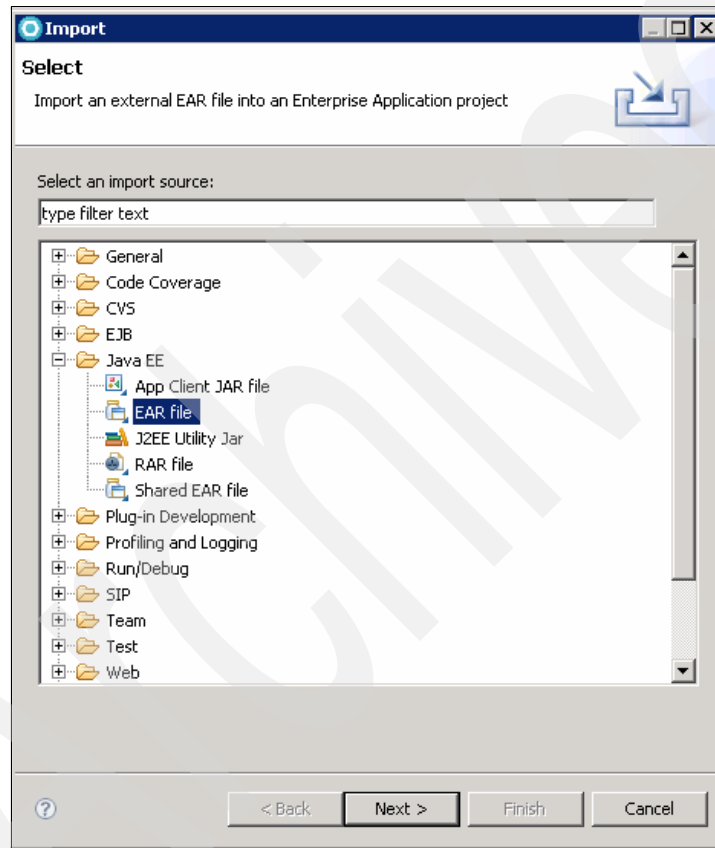 Import
Select
Import an external EAR file into an Enterprise Application project
Select an import source:
type filter text
General
Code Coverage
CVS
EJB
Java EE
App Client JAR file
EAR file
J2EE Utility Jar
RAR file
Shared EAR file
Plug-in Development
Profiling and Logging
Run/Debug
SIP
Team
Test
Web
?
< Back
Next >
Finish
Cancel